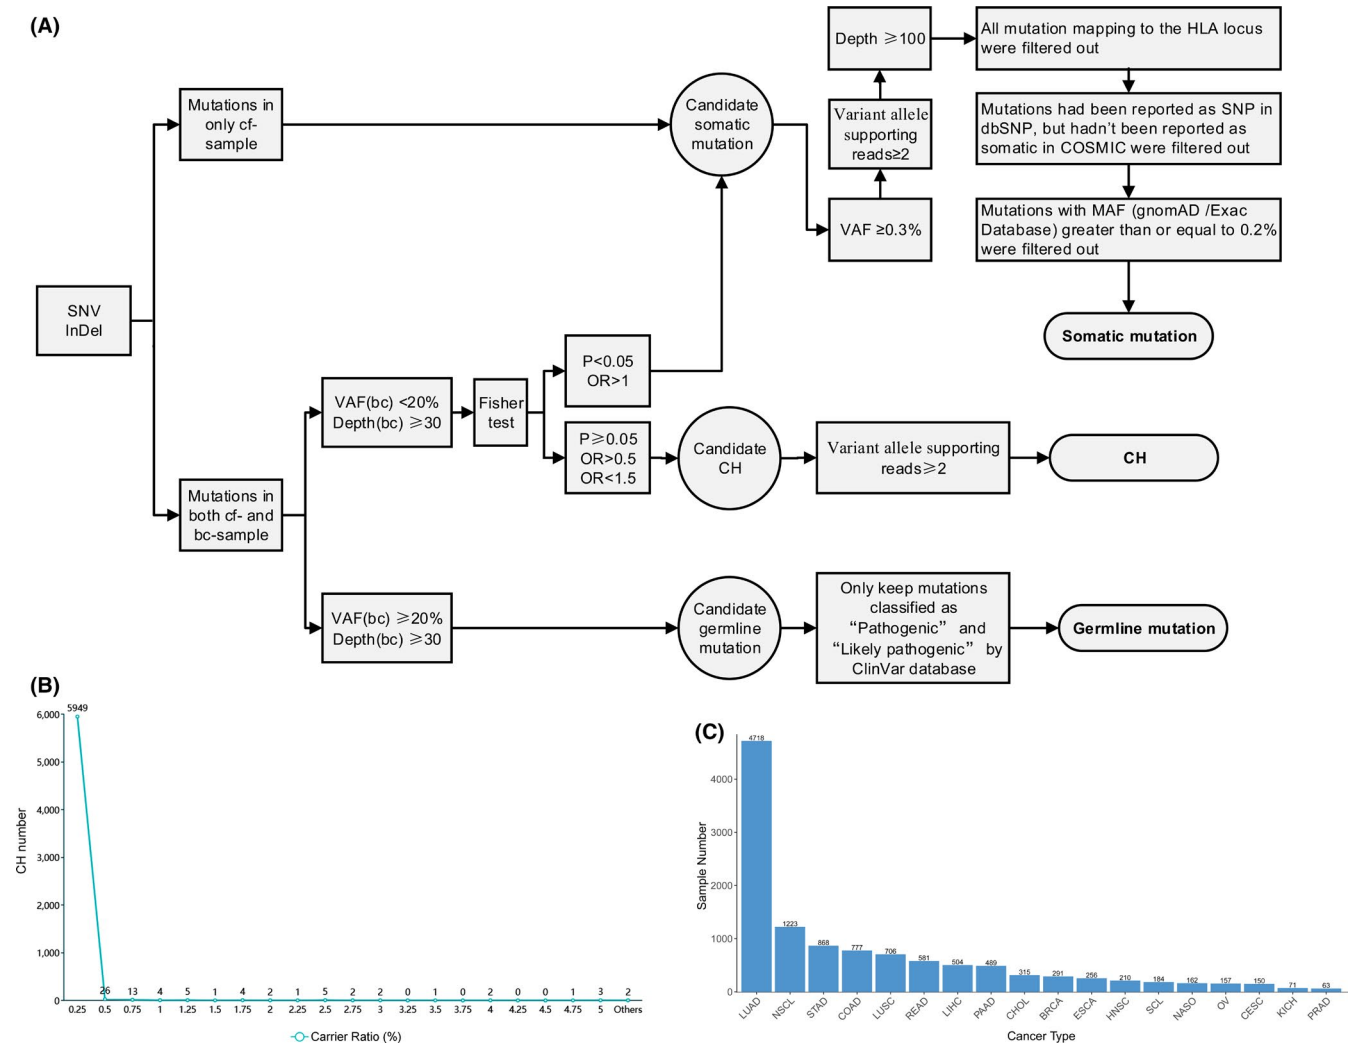 (A)
SNV
InDel
Mutations in
only cf-
sample
Mutations in
both cf- and
bc-sample
VAF(bc) <20%
Depth(bc) ≥30
Fisher
test
P<0.05
OR>1
P≥0.05
OR>0.5
OR<1.5
VAF(bc) ≥20%
Depth(bc) ≥30
Candidate
somatic
mutation
VAF ≥0.3%
Variant allele
supporting
reads≥2
Depth ≥100
All mutation mapping to the HLA locus
were filtered out
Mutations had been reported as SNP in
dbSNP, but hadn't been reported as
somatic in COSMIC were filtered out
Mutations with MAF (gnomAD /Exac
Database) greater than or equal to 0.2%
were filtered out
Somatic mutation
Candidate
CH
Variant allele supporting
reads≥2
CH
Candidate
germline
mutation
Only keep mutations
classified as
“Pathogenic” and
“Likely pathogenic” by
ClinVar database
Germline mutation
(B)
CH number
6,000
5,000
4,000
3,000
2,000
1,000
0
5949 26 13 4 5 1 4 2 1 5 2 2 0 1 0 2 0 0 1 3 2
0.25 0.5 0.75 1 1.25 1.5 1.75 2 2.25 2.5 2.75 3 3.25 3.5 3.75 4 4.25 4.5 4.75 5 Others
Carrier Ratio (%)
(C)
Sample Number
4000
3000
2000
1000
0
4718 1223 868 777 706 581 504 489 315 291 256 210 184 162 157 150 71 63
LUAD NSCL STAD COAD LUSC READ LIHC PAAD CHOL BRCA ESCA HNSC SCL NASO OV CESC KICH PRAD
Cancer Type